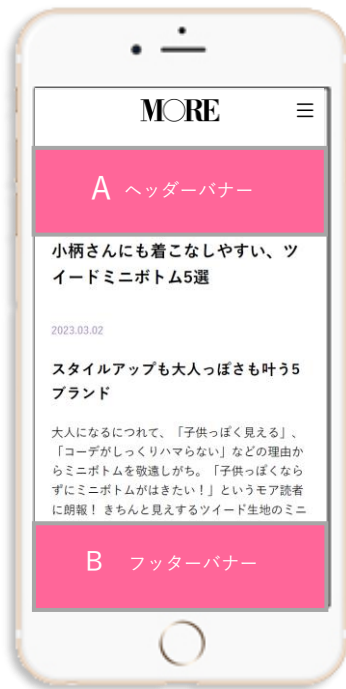 MORE
A ヘッダーバナー
小柄さんにも着こなしやすい、ツ
イードミニボトム5選
2023.03.02
スタイルアップも大人っぽさも叶う5
ブランド
大人になるにつれて、「子供っぽく見える」、
「コーデがしっくりハマらない」などの理由か
らミニボトムを敬遠しがち。「子供っぽくなら
ずにミニボトムがはきたい！」というモア読者
に朗報！ きちんと見えするツイード生地のミニ
B フッターバナー